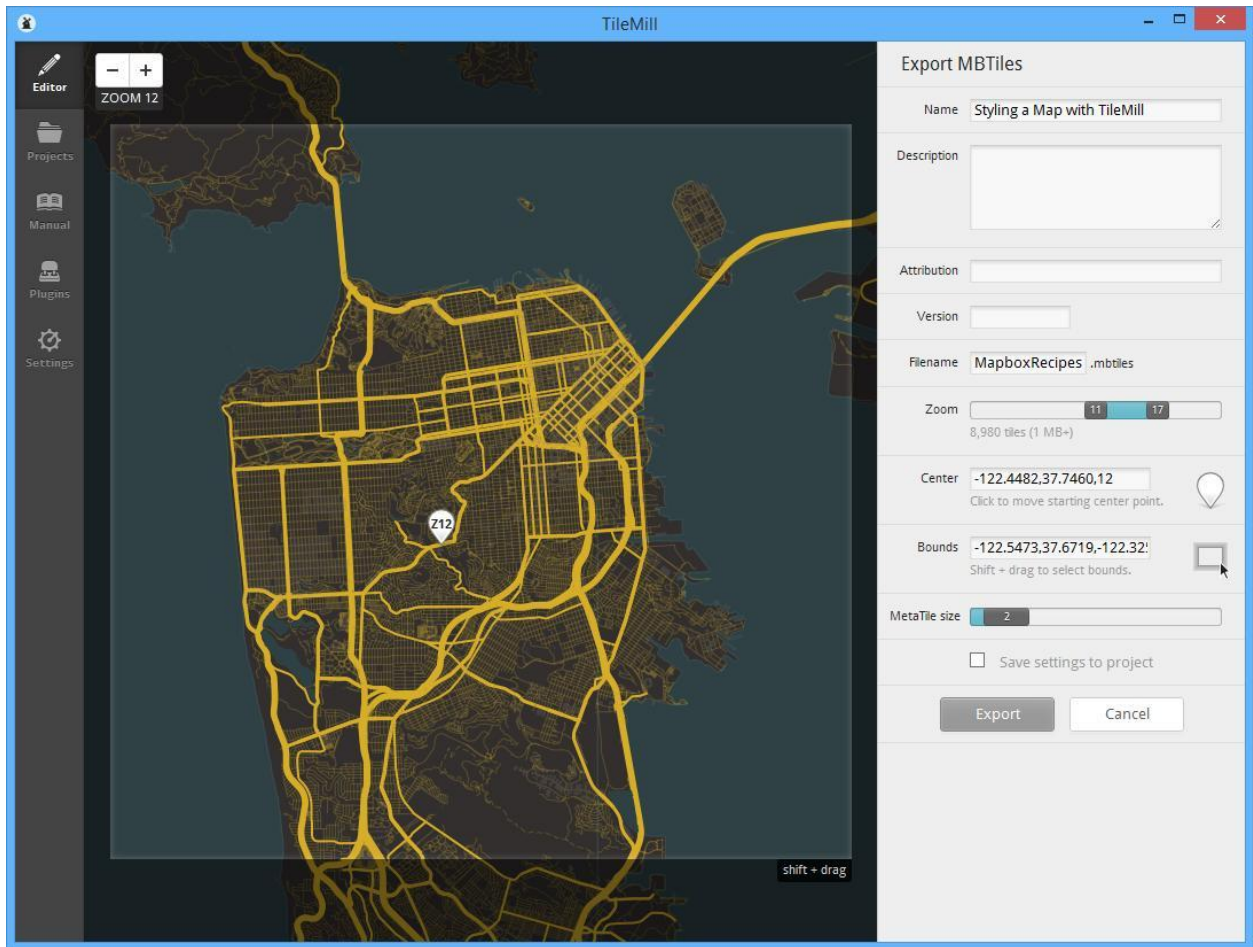 TileMill
Editor
Projects
Manual
Plugins
Settings
− +
ZOOM 12
Z12
shift + drag
Export MBTiles
Name Styling a Map with TileMill
Description
Attribution
Version
Filename MapboxRecipes .mbtiles
Zoom 11 17
8,980 tiles (1 MB+)
Center -122.4482,37.7460,12
Click to move starting center point.
Bounds -122.5473,37.6719,-122.32
Shift + drag to select bounds.
MetaTile size 2
Save settings to project
Export Cancel